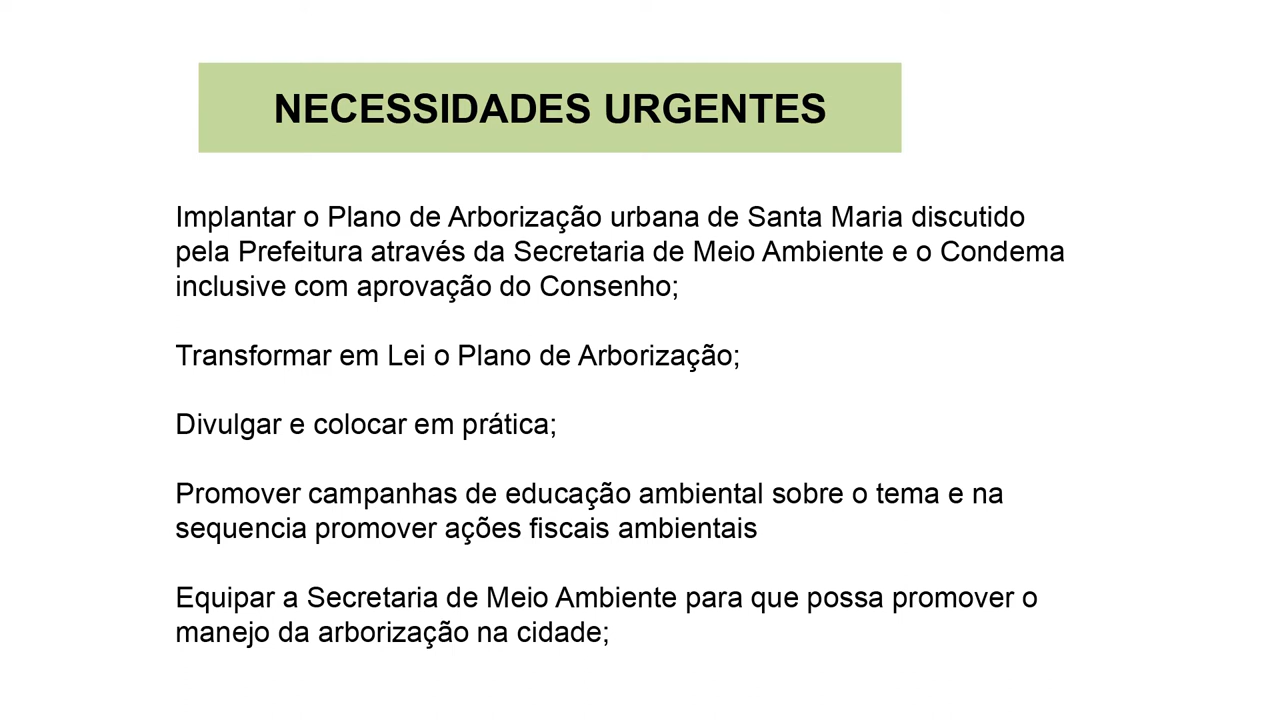 NECESSIDADES URGENTES
Implantar o Plano de Arborização urbana de Santa Maria discutido
pela Prefeitura através da Secretaria de Meio Ambiente e o Condema
inclusive com aprovação do Consenho;
Transformar em Lei o Plano de Arborização;
Divulgar e colocar em prática;
Promover campanhas de educação ambiental sobre o tema e na
sequencia promover ações fiscais ambientais
Equipar a Secretaria de Meio Ambiente para que possa promover o
manejo da arborização na cidade;